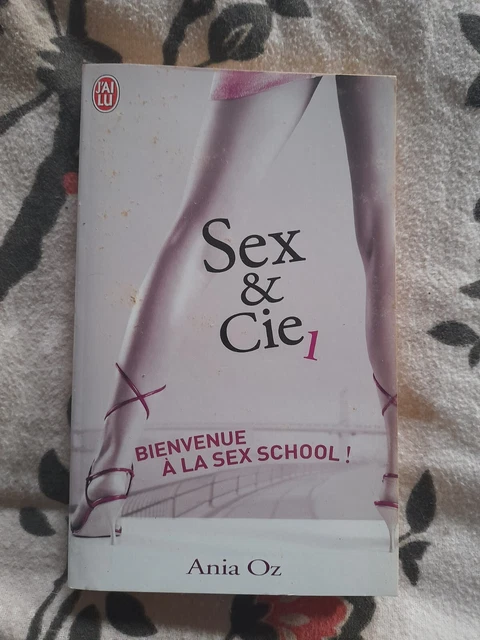 J'AI
LU
Sex
&
Cie 1
BIENVENUE
À LA SEX SCHOOL !
Ania Oz